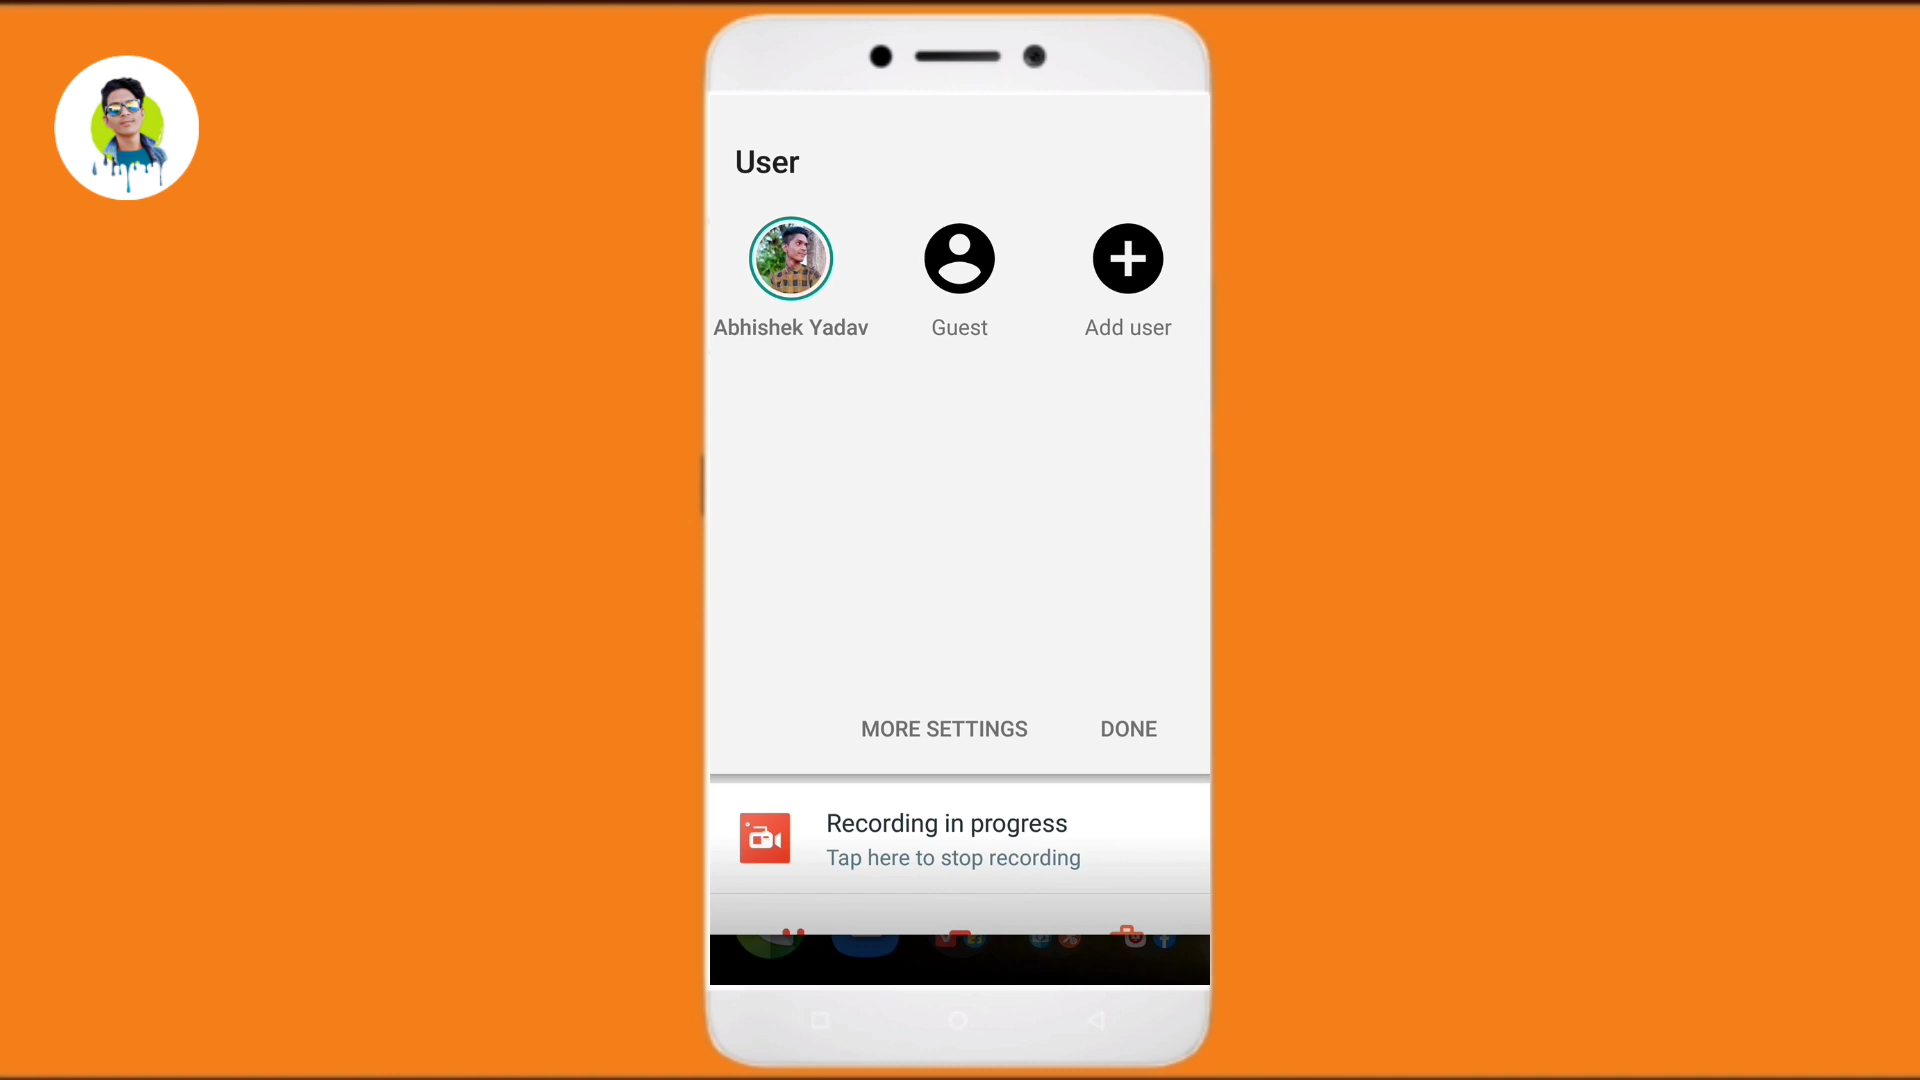 User
Abhishek Yadav
Guest
Add user
MORE SETTINGS
DONE
Recording in progress
Tap here to stop recording